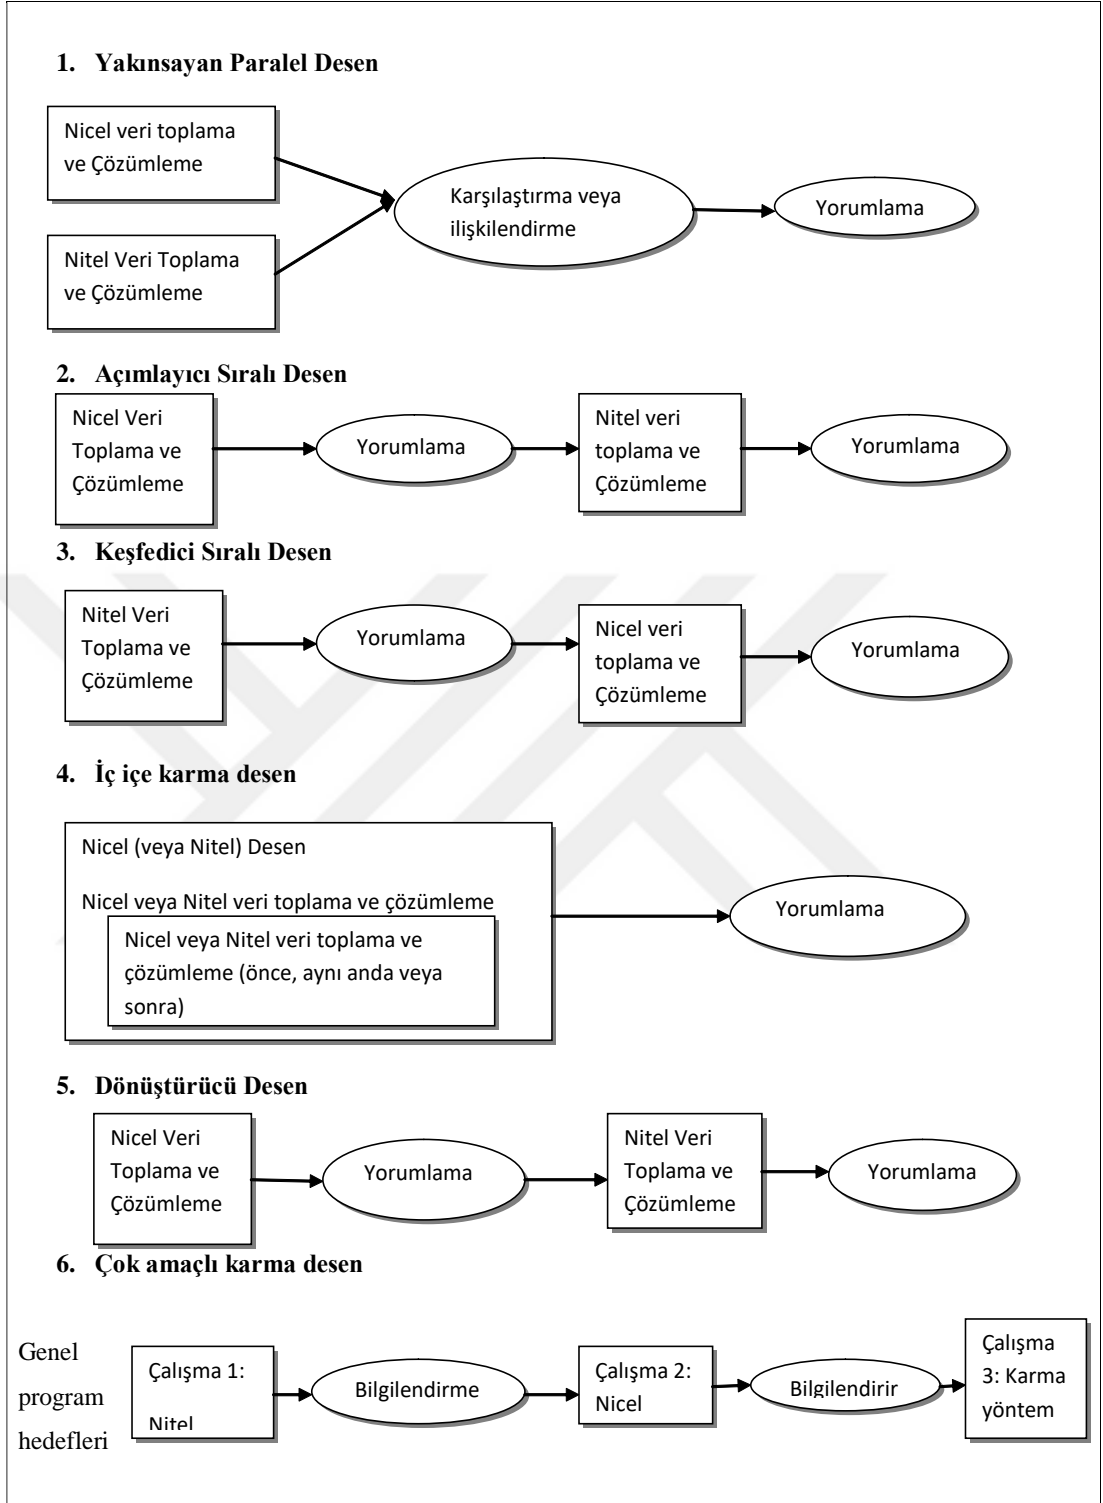 1. Yakınsayan Paralel Desen
Nicel veri toplama
ve Çözümleme
Nitel Veri Toplama
ve Çözümleme
Karşılaştırma veya
ilişkilendirme
Yorumlama
2. Açımlayıcı Sıralı Desen
Nicel Veri
Toplama ve
Çözümleme
Yorumlama
Nitel veri
toplama ve
Çözümleme
Yorumlama
3. Keşfedici Sıralı Desen
Nitel Veri
Toplama ve
Çözümleme
Yorumlama
Nicel veri
toplama ve
Çözümleme
Yorumlama
4. İç içe karma desen
Nicel (veya Nitel) Desen
Nicel veya Nitel veri toplama ve çözümleme
Nicel veya Nitel veri toplama ve
çözümleme (önce, aynı anda veya
sonra)
Yorumlama
5. Dönüştürücü Desen
Nicel Veri
Toplama ve
Çözümleme
Yorumlama
Nitel Veri
Toplama ve
Çözümleme
Yorumlama
6. Çok amaçlı karma desen
Genel
program
hedefleri
Çalışma 1:
Nitel
Bilgilendirme
Çalışma 2:
Nicel
Bilgilendirir
Çalışma
3: Karma
yöntem